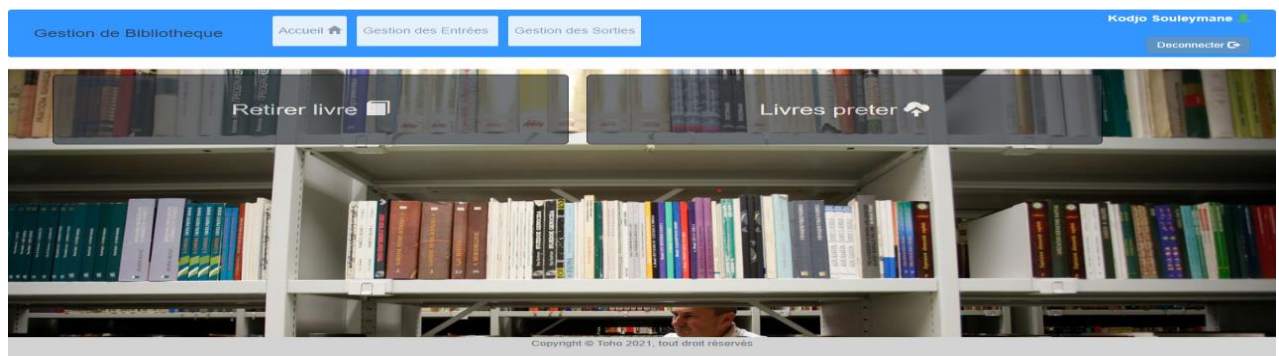 Kodjo Souleymane
Gestion de Bibliotheque
Accueil
Gestion des Entrées
Gestion des Sorties
Deconnecter
Retirer livre
Livres preter
Copyright © Toho 2021, tout droit réservés